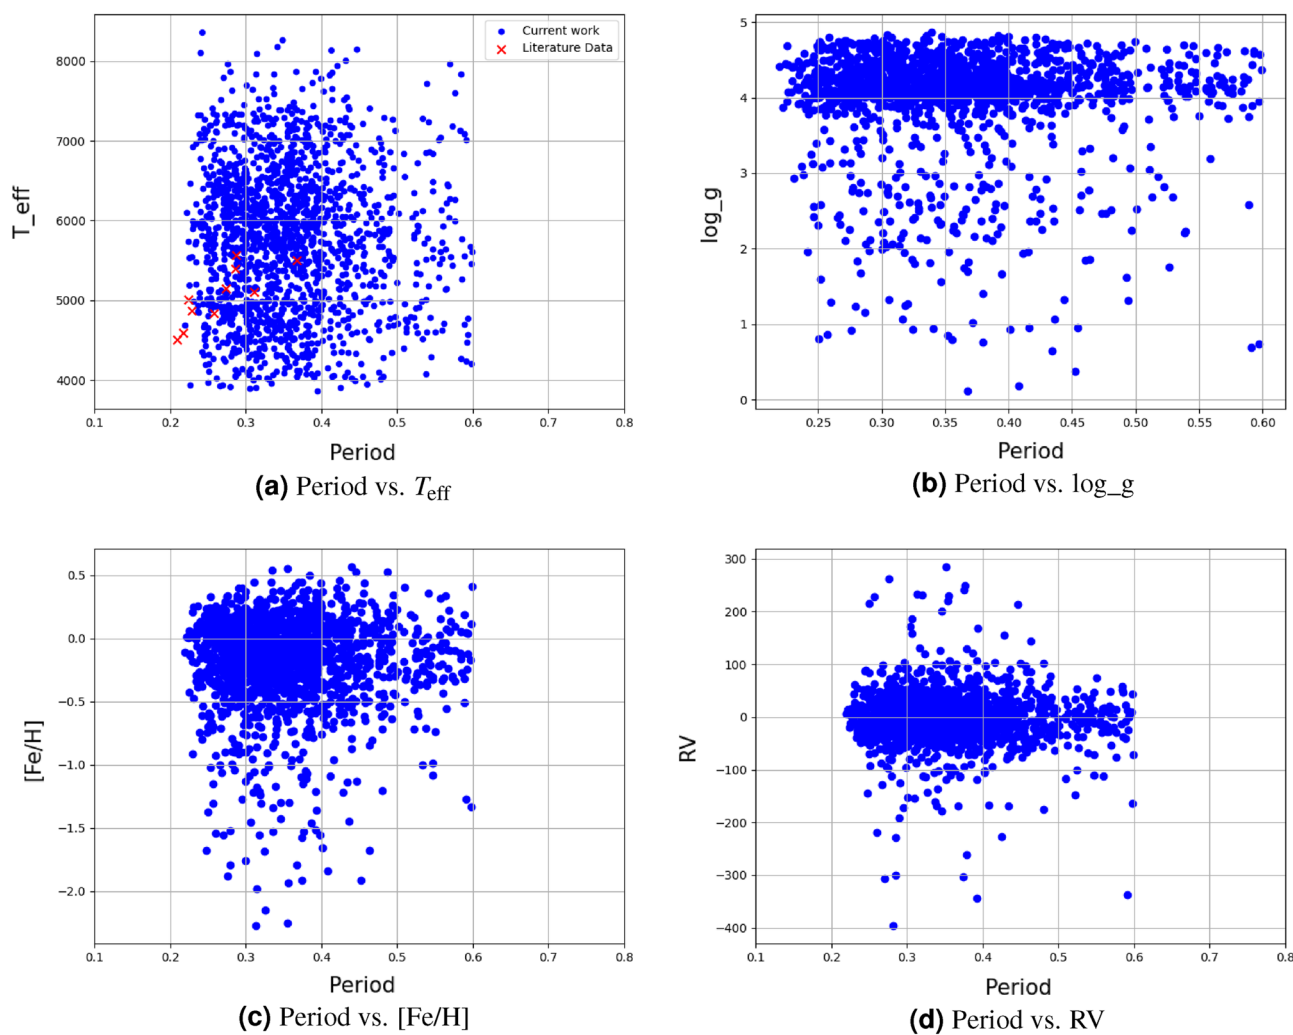 8000
7000
6000
5000
4000
T_eff
Current work
Literature Data
0.1 0.2 0.3 0.4 0.5 0.6 0.7 0.8
Period
(a) Period vs. Teff
5
4
3
2
1
0
log_g
0.25 0.30 0.35 0.40 0.45 0.50 0.55 0.60
Period
(b) Period vs. log_g
0.5
0.0
−0.5
−1.0
−1.5
−2.0
[Fe/H]
0.1 0.2 0.3 0.4 0.5 0.6 0.7 0.8
Period
(c) Period vs. [Fe/H]
300
200
100
0
−100
−200
−300
−400
RV
0.1 0.2 0.3 0.4 0.5 0.6 0.7 0.8
Period
(d) Period vs. RV